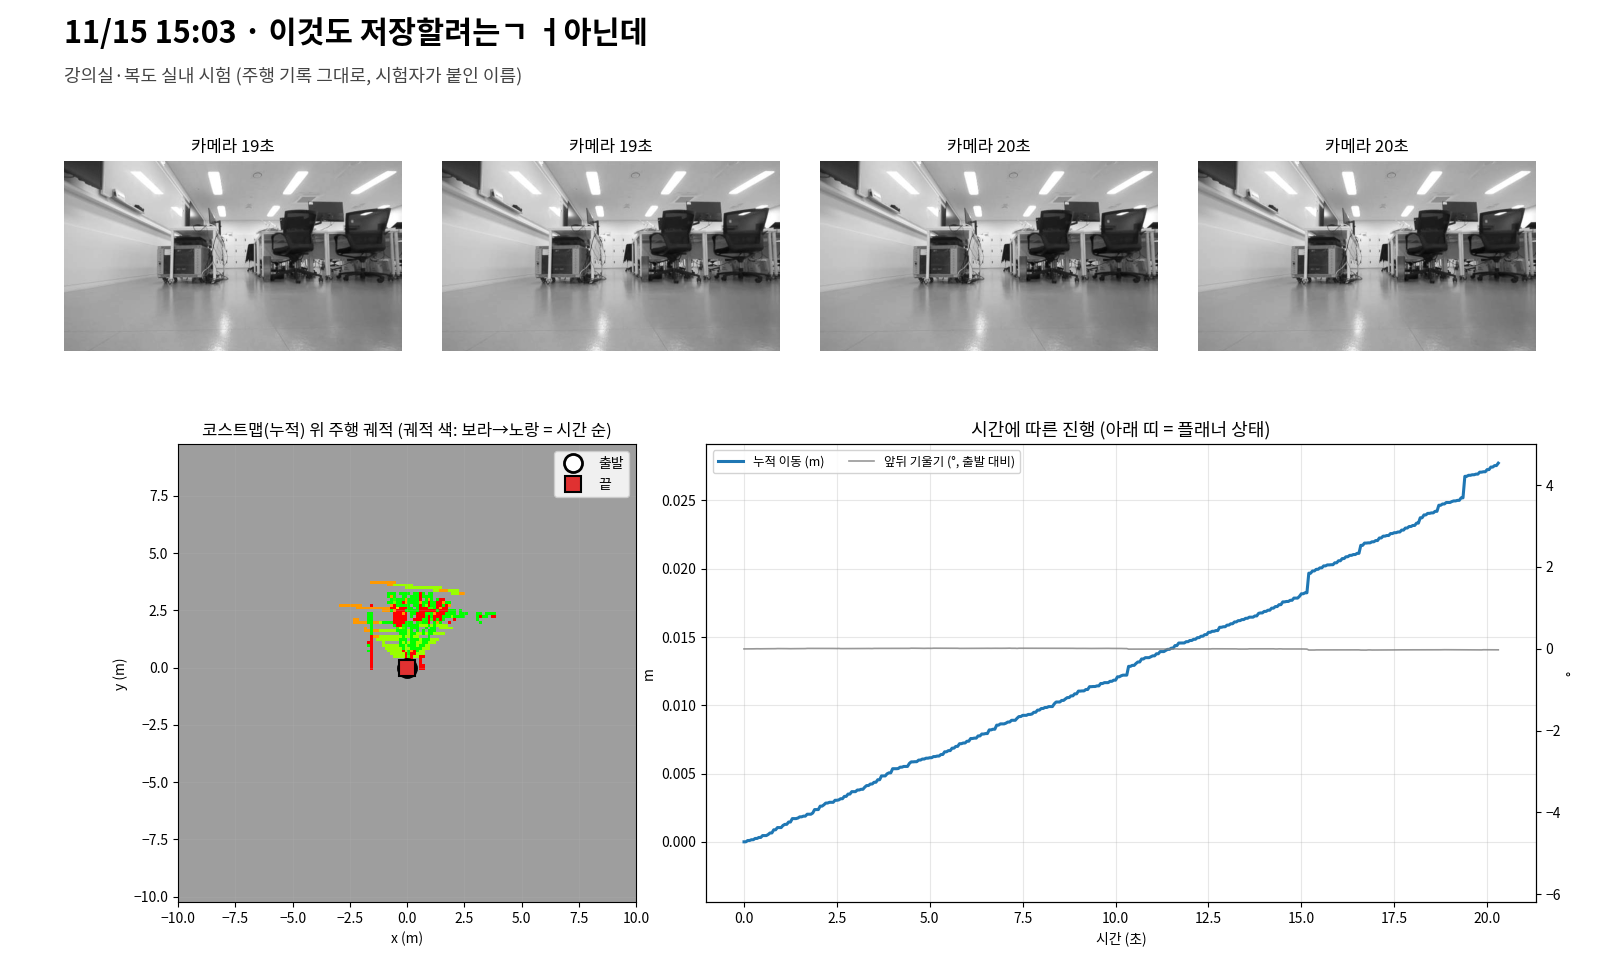 11/15 15:03 · 이것도 저장할려는ㄱ ㅓ아닌데
강의실·복도 실내 시험 (주행 기록 그대로, 시험자가 붙인 이름)
카메라 19초
카메라 19초
카메라 20초
카메라 20초
코스트맵(누적) 위 주행 궤적 (궤적 색: 보라→노랑 = 시간 순)
출발
끝
7.5
5.0
2.5
0.0
−2.5
−5.0
−7.5
−10.0
y (m)
−10.0 −7.5 −5.0 −2.5 0.0 2.5 5.0 7.5 10.0
x (m)
시간에 따른 진행 (아래 띠 = 플래너 상태)
누적 이동 (m)
앞뒤 기울기 (°, 출발 대비)
0.025
0.020
0.015
0.010
0.005
0.000
m
4
2
0
−2
−4
−6
°
0.0 2.5 5.0 7.5 10.0 12.5 15.0 17.5 20.0
시간 (초)